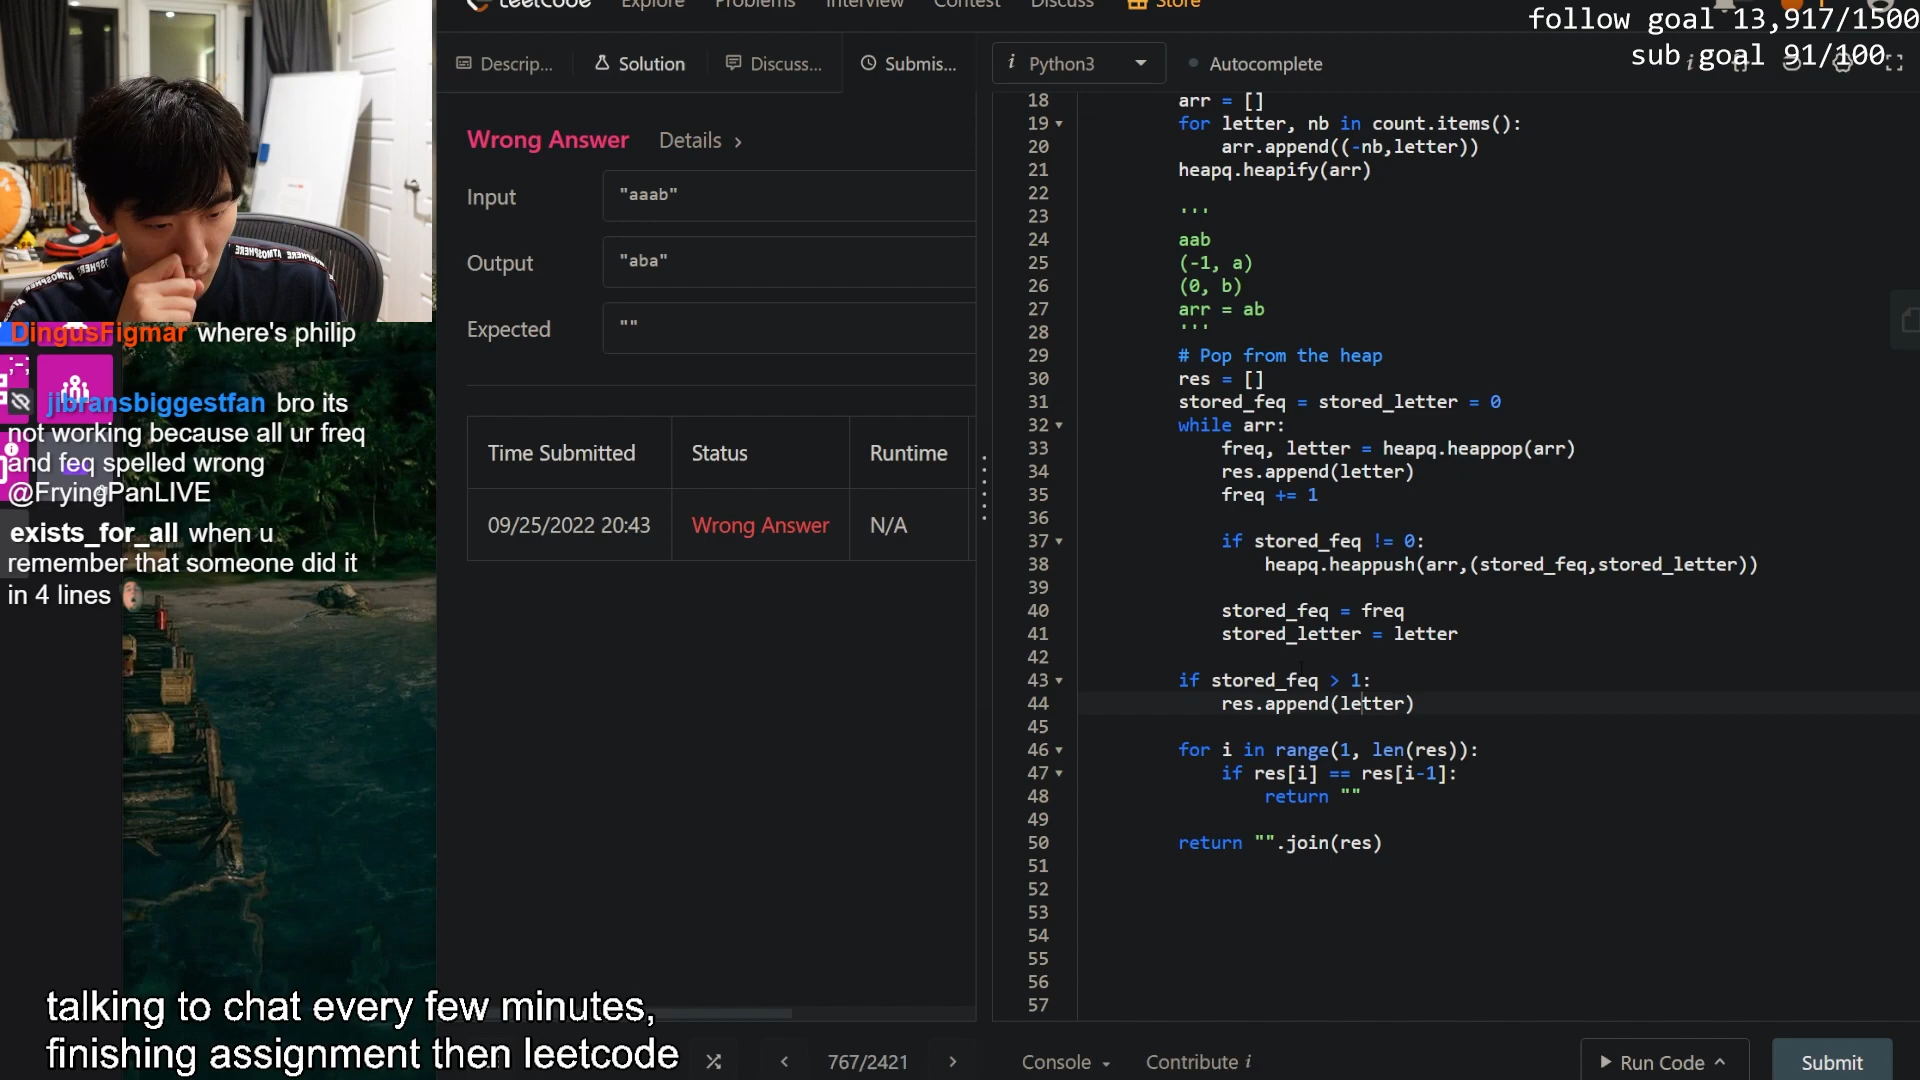 LeetCode Explore Problems Interview Contest Discuss Store
follow goal 13,917/1500
sub goal 91/100
Descrip... Solution Discuss... Submis...
i Python3 Autocomplete
Wrong Answer Details >
Input "aaab"
Output "aba"
Expected ""
Time Submitted Status Runtime
09/25/2022 20:43 Wrong Answer N/A
18 arr = []
19 for letter, nb in count.items():
20 arr.append((-nb,letter))
21 heapq.heapify(arr)
22
23 '''
24 aab
25 (-1, a)
26 (0, b)
27 arr = ab
28 '''
29 # Pop from the heap
30 res = []
31 stored_feq = stored_letter = 0
32 while arr:
33 freq, letter = heapq.heappop(arr)
34 res.append(letter)
35 freq += 1
36
37 if stored_feq != 0:
38 heapq.heappush(arr,(stored_feq,stored_letter))
39
40 stored_feq = freq
41 stored_letter = letter
42
43 if stored_feq > 1:
44 res.append(letter)
45
46 for i in range(1, len(res)):
47 if res[i] == res[i-1]:
48 return ""
49
50 return "".join(res)
51
52
53
54
55
56
57
ATMOSPHERE ATMOSPHERE
DingusFigmar where's philip
;-;
jibransbiggestfan bro its
not working because all ur freq
and feq spelled wrong
@FryingPanLIVE
exists_for_all when u
remember that someone did it
in 4 lines
talking to chat every few minutes,
finishing assignment then leetcode
< 767/2421 >
Console Contribute i
Run Code Submit